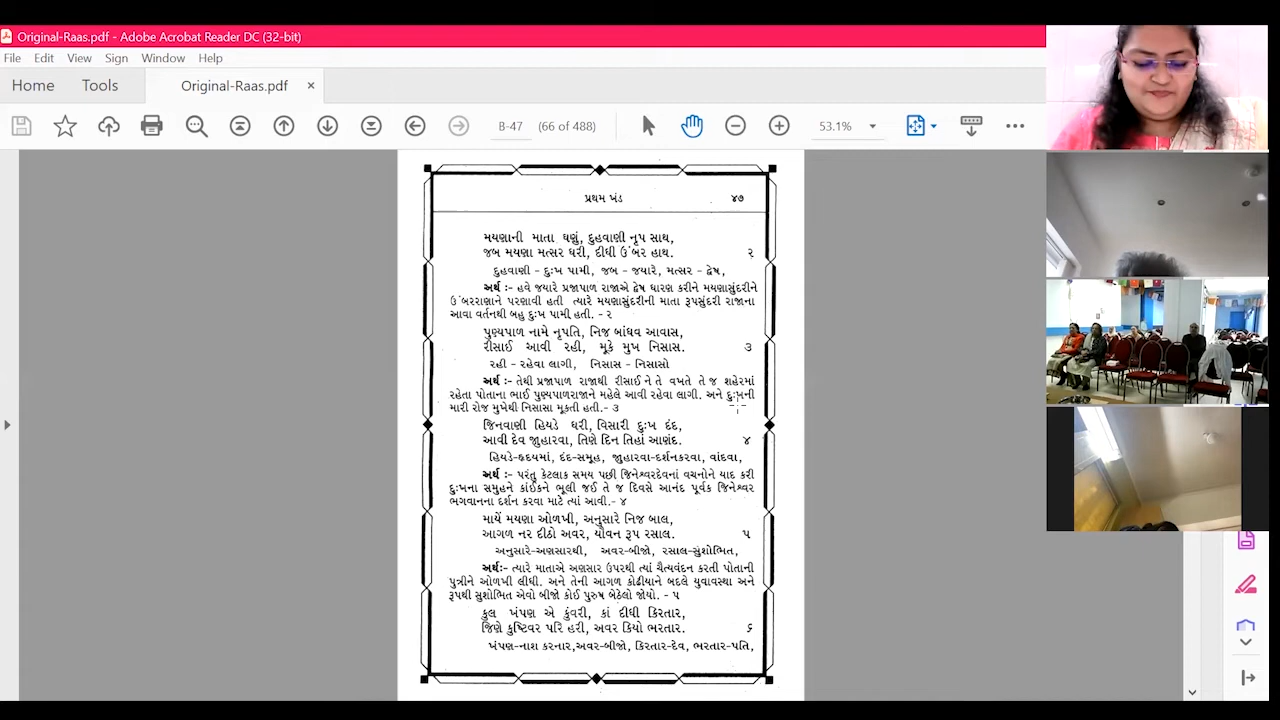 Original-Raas.pdf - Adobe Acrobat Reader DC (32-bit)
File Edit View Sign Window Help
Home Tools Original-Raas.pdf ×
B-47 (66 of 488) 53.1%
પ્રથમ ખંડ ૪૭
મયણાની માતા ઘણું, દુહવાણી નૃપ સાથ,
જબ મયણા મત્સર ધરી, દીધી ઉંબર હાથ. ૨
દુહવાણી - દુઃખ પામી, જબ - જયારે, મત્સર - દ્વેષ,
અર્થ :- હવે જયારે પ્રજાપાળ રાજાએ દ્વેષ ધારણ કરીને મયણાસુંદરીને
ઉંબરરાણાને પરણાવી હતી ત્યારે મયણાસુંદરીની માતા રૂપસુંદરી રાજાના
આવા વર્તનથી બહુ દુઃખ પામી હતી. - ૨
પુણ્યપાળ નામે નૃપતિ, નિજ બાંધવ આવાસ,
રીસાઈ આવી રહી, મૂકે મુખ નિસાસ. ૩
રહી - રહેવા લાગી, નિસાસ - નિસાસો
અર્થ :- તેથી પ્રજાપાળ રાજાથી રીસાઈ ને તે વખતે તે જ શહેરમાં
રહેતા પોતાના ભાઈ પુણ્યપાળરાજાને મહેલે આવી રહેવા લાગી. અને દુઃખની
મારી રોજ મુખેથી નિસાસા મૂકતી હતી.- ૩
જિનવાણી હિયડે ધરી, વિસારી દુઃખ દંદ,
આવી દેવ જાુહારવા, તિણે દિન તિહાં આણંદ. ૪
હિયડે-હૃદયમાં, દંદ-સમૂહ, જાુહારવા-દર્શનકરવા, વાંદવા,
અર્થ :- પરંતુ કેટલાક સમય પછી જિનેશ્વરદેવનાં વચનોને યાદ કરી
દુઃખના સમુહને કાંઈકને ભૂલી જઈ તે જ દિવસે આનંદ પૂર્વક જિનેશ્વર
ભગવાનના દર્શન કરવા માટે ત્યાં આવી.- ૪
માયેં મયણા ઓળખી, અનુસારે નિજ બાલ,
આગળ નર દીઠો અવર, યૌવન રૂપ રસાલ. ૫
અનુસારે-અણસારથી, અવર-બીજો, રસાલ-સુંશોભિત,
અર્થઃ- ત્યારે માતાએ અણસાર ઉપરથી ત્યાં ચૈત્યવંદન કરતી પોતાની
પુત્રીને ઓળખી લીધી. અને તેની આગળ કોઢીયાને બદલે યુવાવસ્થા અને
રૂપથી સુશોભિત એવો બીજો કોઈ પુરુષ બેઠેલો જોયો. - ૫
કુલ ખંપણ એ કુંવરી, કાં દીધી કિરતાર,
જિણે કુષ્ટિવર પરિ હરી, અવર કિયો ભરતાર. ૬
ખંપણ-નાશ કરનાર,અવર-બીજો, કિરતાર-દેવ, ભરતાર-પતિ,